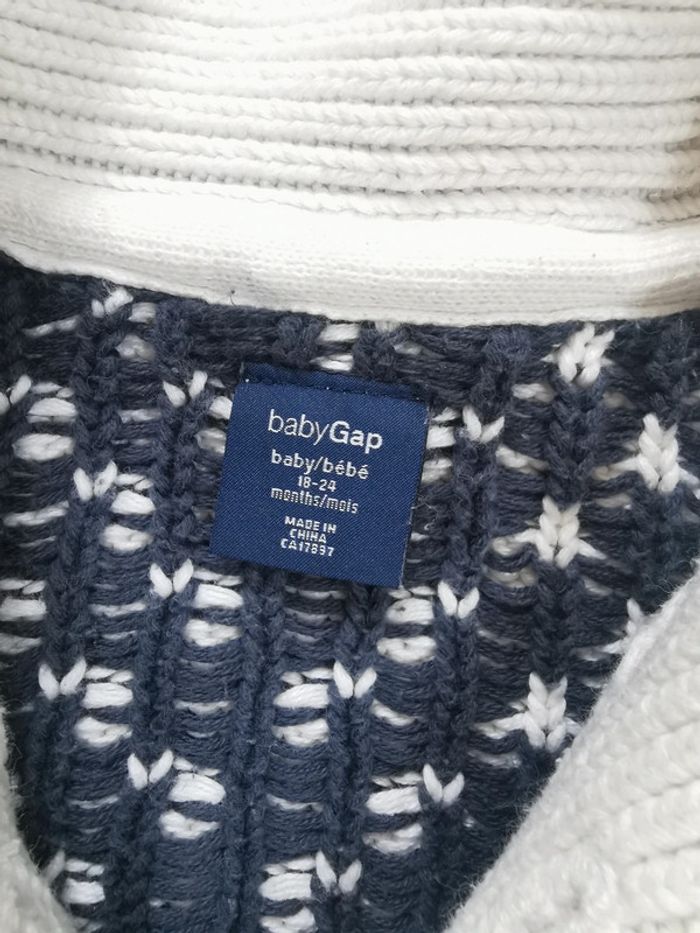 babyGap
baby/bébé
18-24
months/mois
MADE IN
CHINA
CA17897